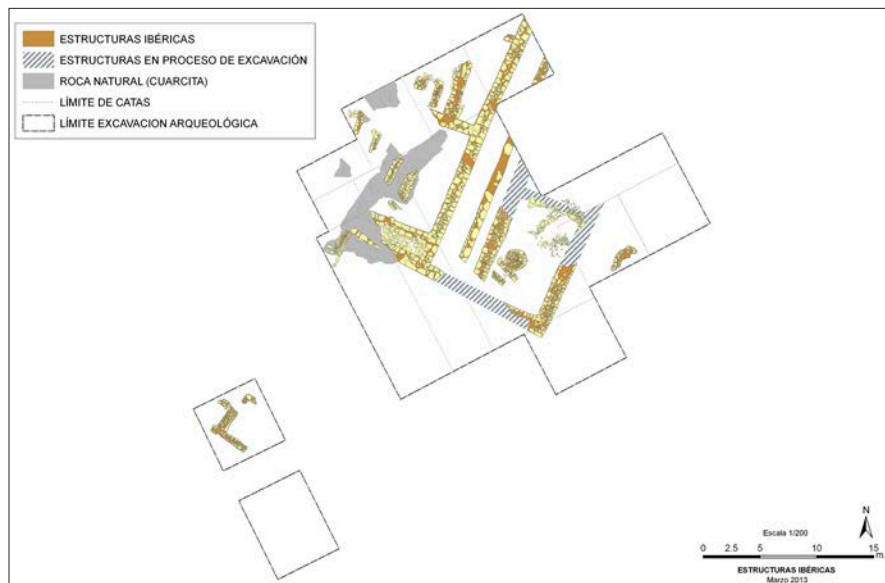 ESTRUCTURAS IBÉRICAS
ESTRUCTURAS EN PROCESO DE EXCAVACIÓN
ROCA NATURAL (CUARCITA)
LÍMITE DE CATAS
LÍMITE EXCAVACION ARQUEOLÓGICA
N
Escala 1/200
0 2.5 5 10 15
m.
ESTRUCTURAS IBÉRICAS
Marzo 2013